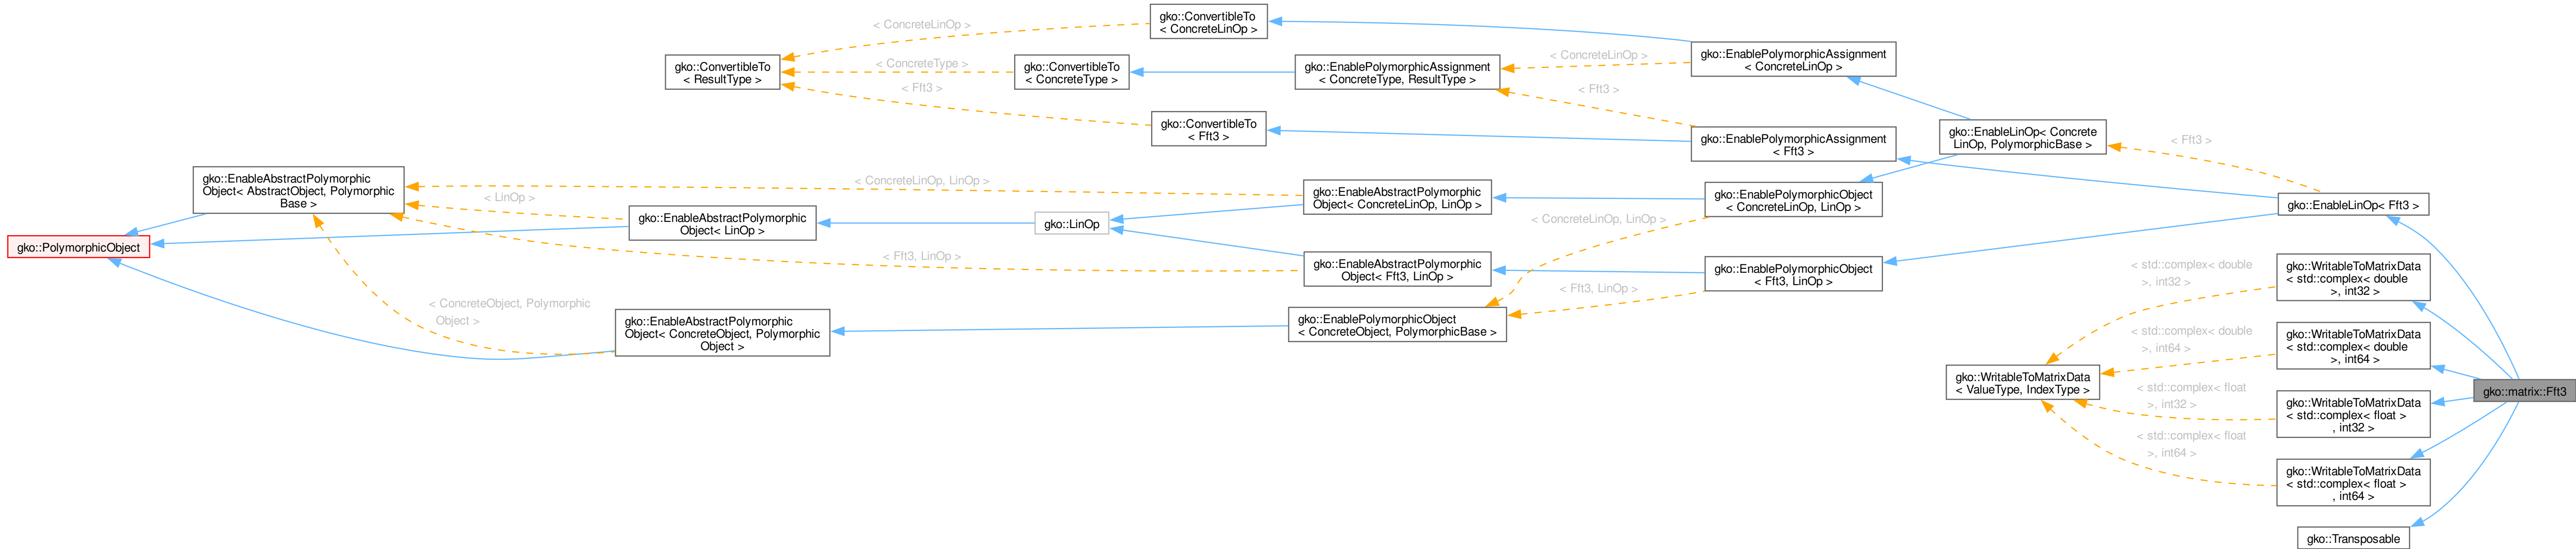 gko::ConvertibleTo
< ConcreteLinOp >
< ConcreteLinOp >
gko::EnablePolymorphicAssignment
< ConcreteLinOp >
< ConcreteLinOp >
gko::ConvertibleTo
< ResultType >
< ConcreteType >
gko::ConvertibleTo
< ConcreteType >
gko::EnablePolymorphicAssignment
< ConcreteType, ResultType >
< Fft3 >
< Fft3 >
gko::ConvertibleTo
< Fft3 >
gko::EnablePolymorphicAssignment
< Fft3 >
gko::EnableLinOp< Concrete
LinOp, PolymorphicBase >
< Fft3 >
gko::EnableAbstractPolymorphic
Object< AbstractObject, Polymorphic
Base >
< ConcreteLinOp, LinOp >
< LinOp >
gko::EnableAbstractPolymorphic
Object< ConcreteLinOp, LinOp >
gko::EnablePolymorphicObject
< ConcreteLinOp, LinOp >
gko::EnableLinOp< Fft3 >
gko::EnableAbstractPolymorphic
Object< LinOp >
gko::LinOp
< ConcreteLinOp, LinOp >
gko::PolymorphicObject
< Fft3, LinOp >
gko::EnableAbstractPolymorphic
Object< Fft3, LinOp >
gko::EnablePolymorphicObject
< Fft3, LinOp >
< Fft3, LinOp >
< std::complex< double
>, int32 >
gko::WritableToMatrixData
< std::complex< double
>, int32 >
< ConcreteObject, Polymorphic
Object >
gko::EnableAbstractPolymorphic
Object< ConcreteObject, Polymorphic
Object >
gko::EnablePolymorphicObject
< ConcreteObject, PolymorphicBase >
< std::complex< double
>, int64 >
gko::WritableToMatrixData
< std::complex< double
>, int64 >
gko::WritableToMatrixData
< ValueType, IndexType >
< std::complex< float
>, int32 >
gko::WritableToMatrixData
< std::complex< float >
, int32 >
gko::matrix::Fft3
< std::complex< float
>, int64 >
gko::WritableToMatrixData
< std::complex< float >
, int64 >
gko::Transposable